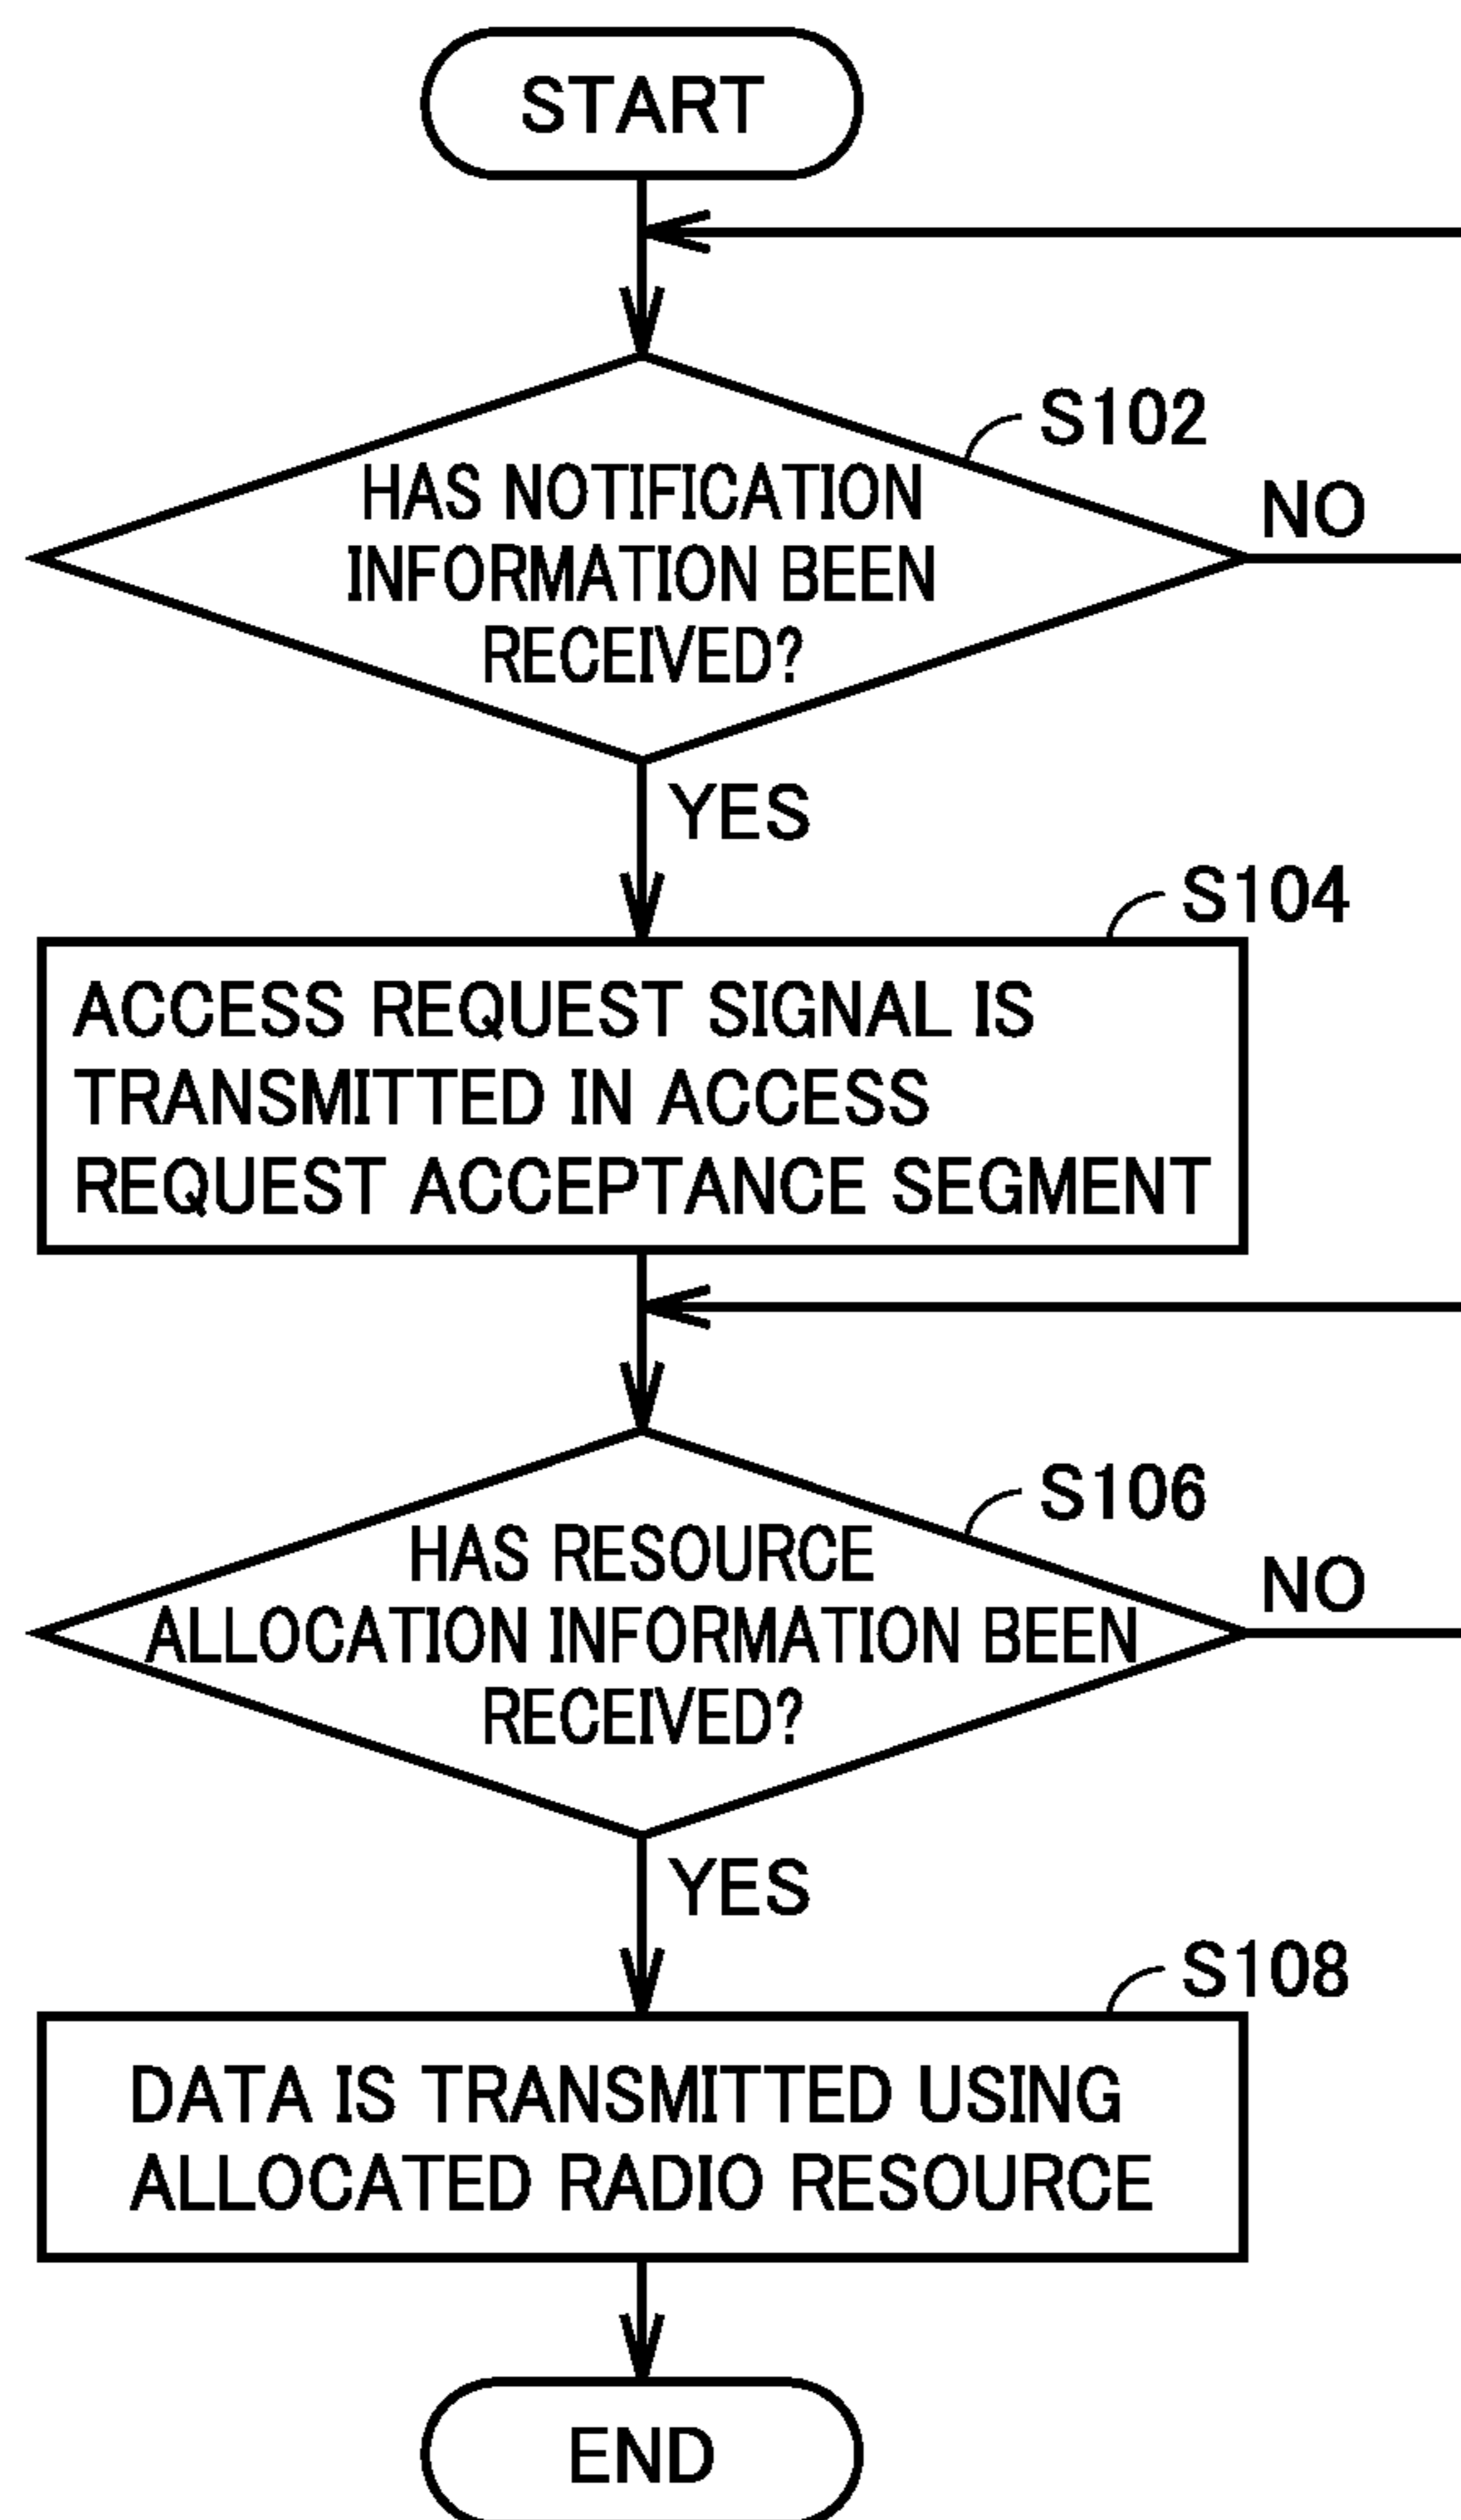 START
S102
HAS NOTIFICATION
INFORMATION BEEN
RECEIVED?
NO
YES
S104
ACCESS REQUEST SIGNAL IS
TRANSMITTED IN ACCESS
REQUEST ACCEPTANCE SEGMENT
S106
HAS RESOURCE
ALLOCATION INFORMATION BEEN
RECEIVED?
NO
YES
S108
DATA IS TRANSMITTED USING
ALLOCATED RADIO RESOURCE
END